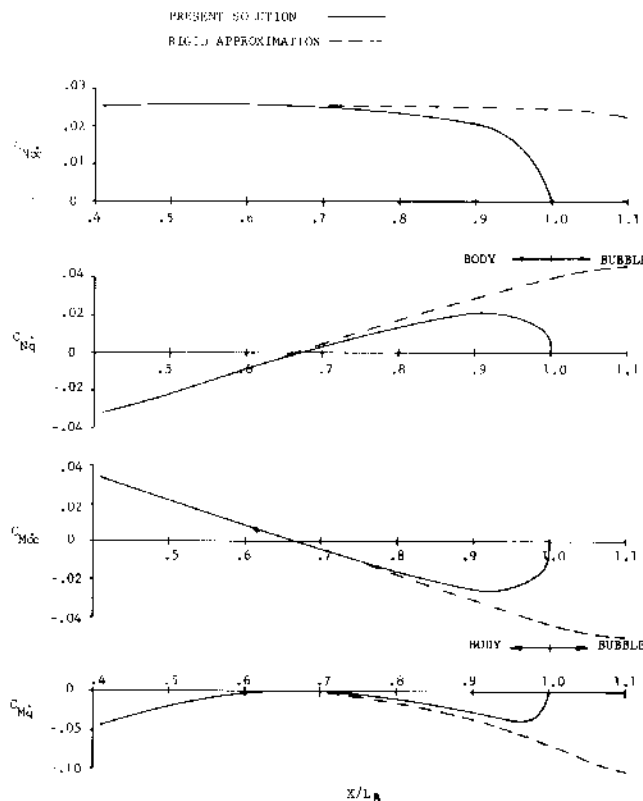 PRESENT SOLUTION
RIGID APPROXIMATION
.03
.02
.01
0
.4 .5 .6 .7 .8 .9 1.0 1.1
BODY BUBBLE
.04
.02
0
-.02
-.04
.5 .6 .7 .8 .9 1.0 1.1
.04
.02
0
-.02
-.04
.5 .6 .7 .8 .9 1.0 1.1
BODY BUBBLE
.4 .5 .6 .7 .8 .9 1.0 1.1
0
-.05
-.10
X/L_B